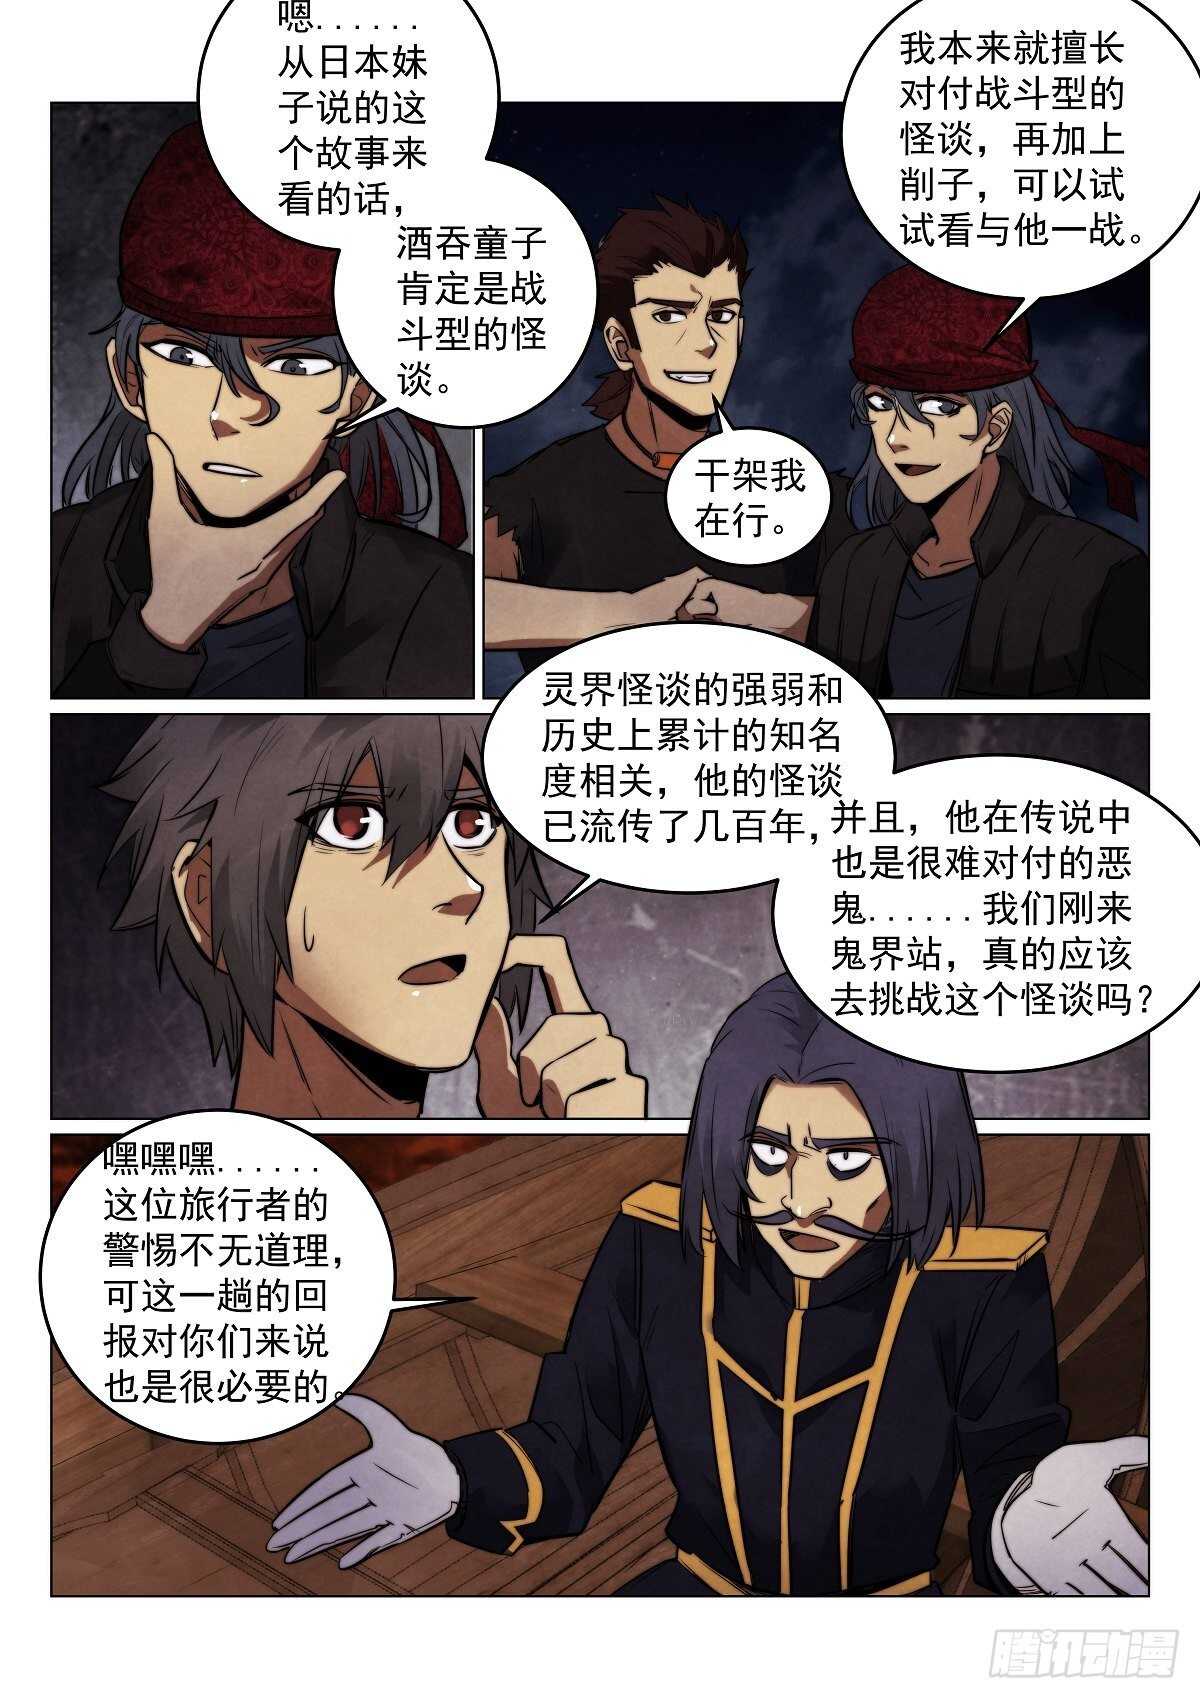 嗯......
从日本妹
子说的这
个故事来
看的话，
酒吞童子
肯定是战
斗型的怪
谈。
我本来就擅长
对付战斗型的
怪谈，再加上
削子，可以试
试看与他一战。
干架我
在行。
灵界怪谈的强弱和
历史上累计的知名
度相关，他的怪谈
已流传了几百年，
并且，他在传说中
也是很难对付的恶
鬼......我们刚来
鬼界站，真的应该
去挑战这个怪谈吗？
嘿嘿嘿......
这位旅行者的
警惕不无道理，
可这一趟的回
报对你们来说
也是很必要的。
腾讯动漫